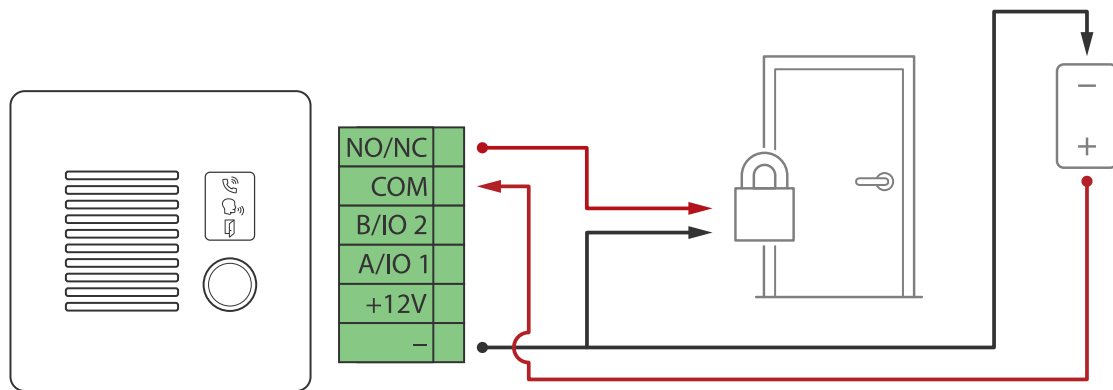 NO/NC
COM
B/IO 2
A/IO 1
+12V
–
−
+